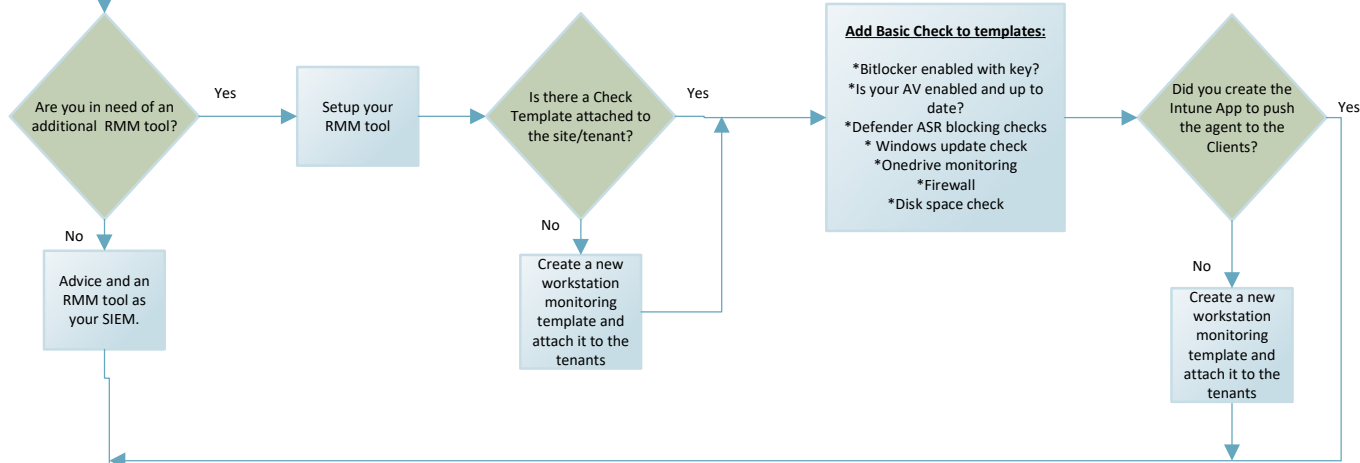 Are you in need of an
additional RMM tool?
Yes
Setup your
RMM tool
Is there a Check
Template attached to
the site/tenant?
Yes
Add Basic Check to templates:
*Bitlocker enabled with key?
*Is your AV enabled and up to
date?
*Defender ASR blocking checks
* Windows update check
*Onedrive monitoring
*Firewall
*Disk space check
Did you create the
Intune App to push
the agent to the
Clients?
Yes
No
Advice and an
RMM tool as
your SIEM.
No
Create a new
workstation
monitoring
template and
attach it to the
tenants
No
Create a new
workstation
monitoring
template and
attach it to the
tenants